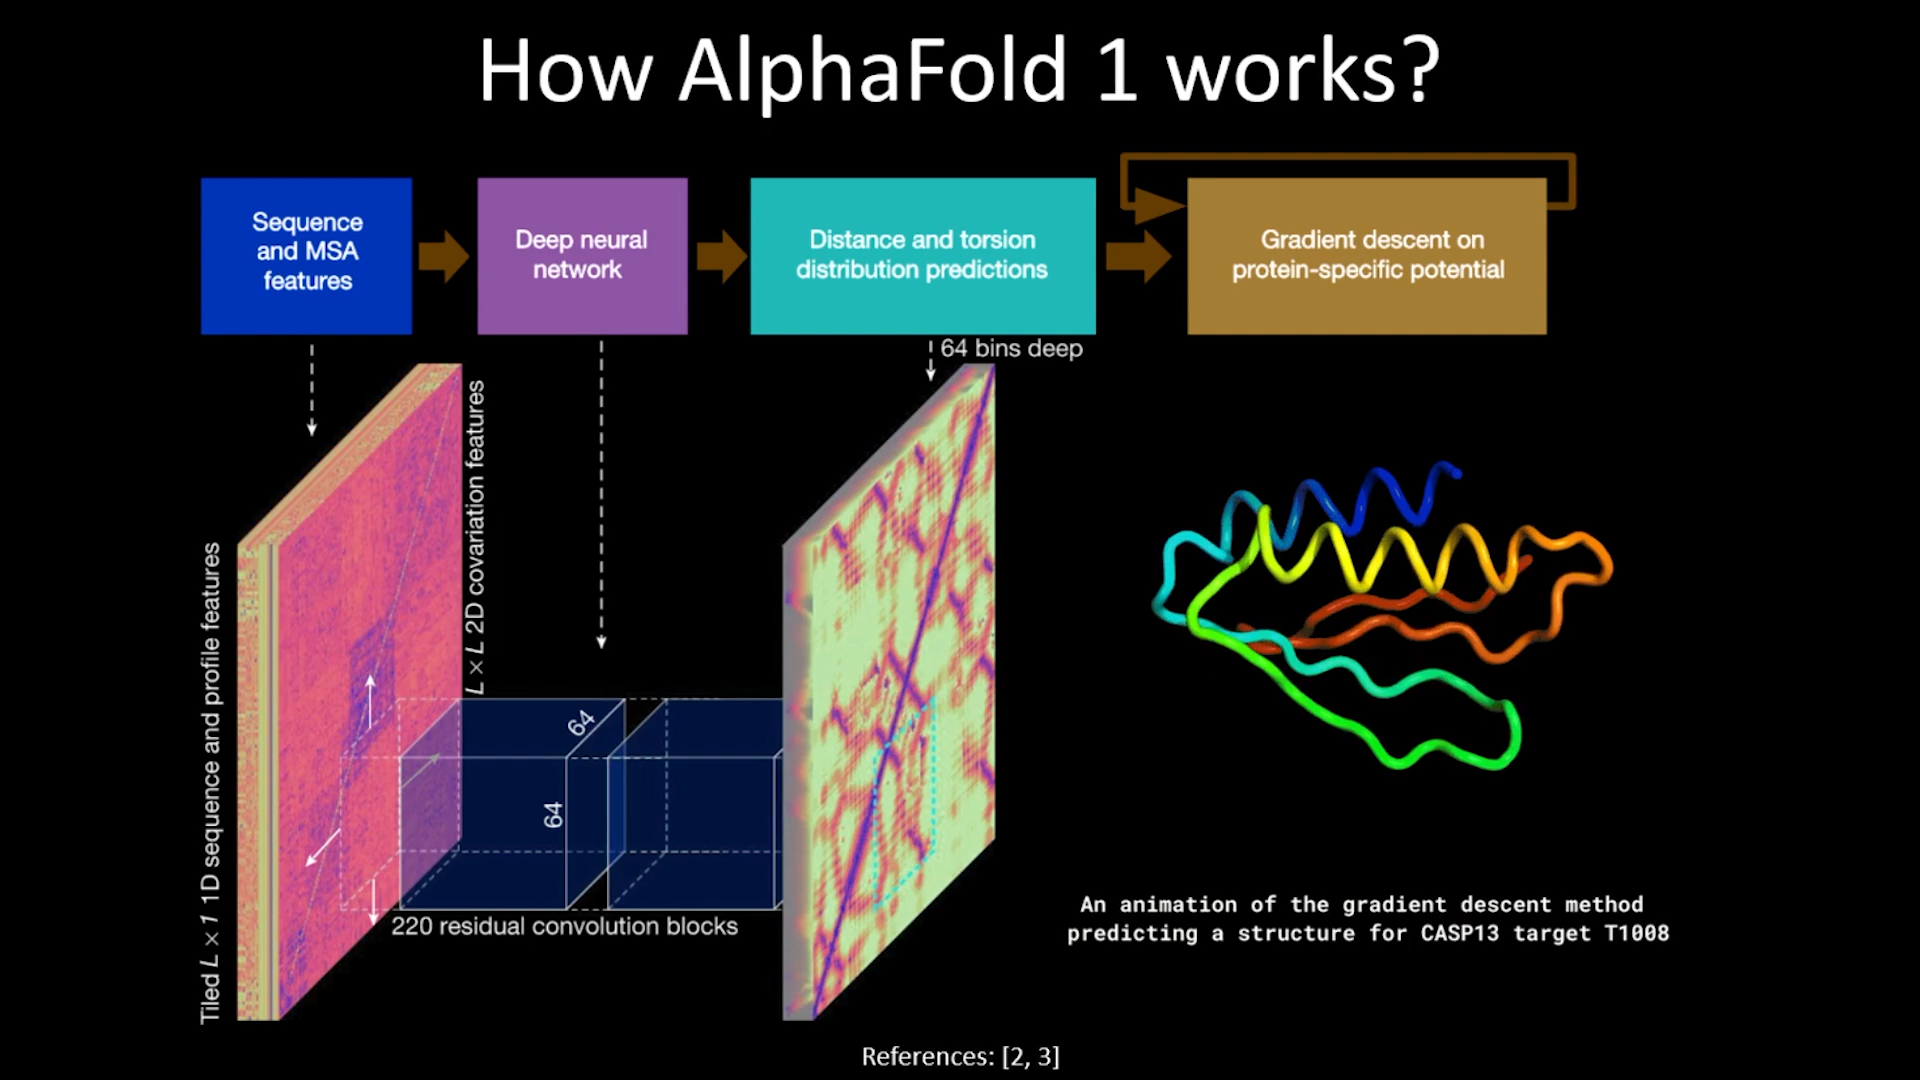 How AlphaFold 1 works?
Sequence
and MSA
features
Deep neural
network
Distance and torsion
distribution predictions
Gradient descent on
protein-specific potential
64 bins deep
Tiled L × 1 1D sequence and profile features
L × L 2D covariation features
64
64
220 residual convolution blocks
An animation of the gradient descent method
predicting a structure for CASP13 target T1008
References: [2, 3]